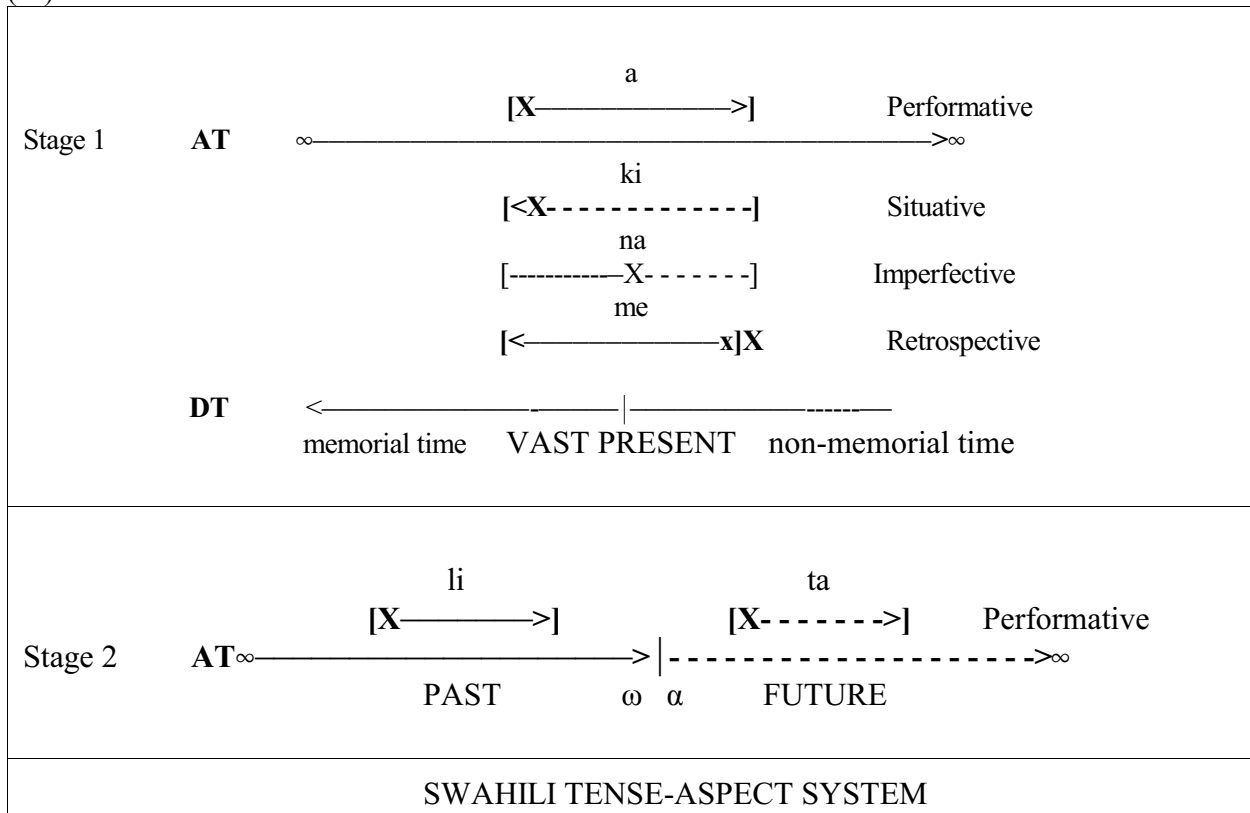 a
[X————————————>] Performative
Stage 1 AT ∞——————————————————————————————————————>∞
ki
[<X- - - - - - - - - - - - -] Situative
na
[-----------–X- - - - - - -] Imperfective
me
[<————————————x]X Retrospective
DT <——————————————-—————|———————————------——
memorial time VAST PRESENT non-memorial time
li ta
[X————————>] [X- - - - - - ->] Performative
Stage 2 AT∞———————————————————————> |- - - - - - - - - - - - - - - - - - - ->∞
PAST ω α FUTURE
SWAHILI TENSE-ASPECT SYSTEM